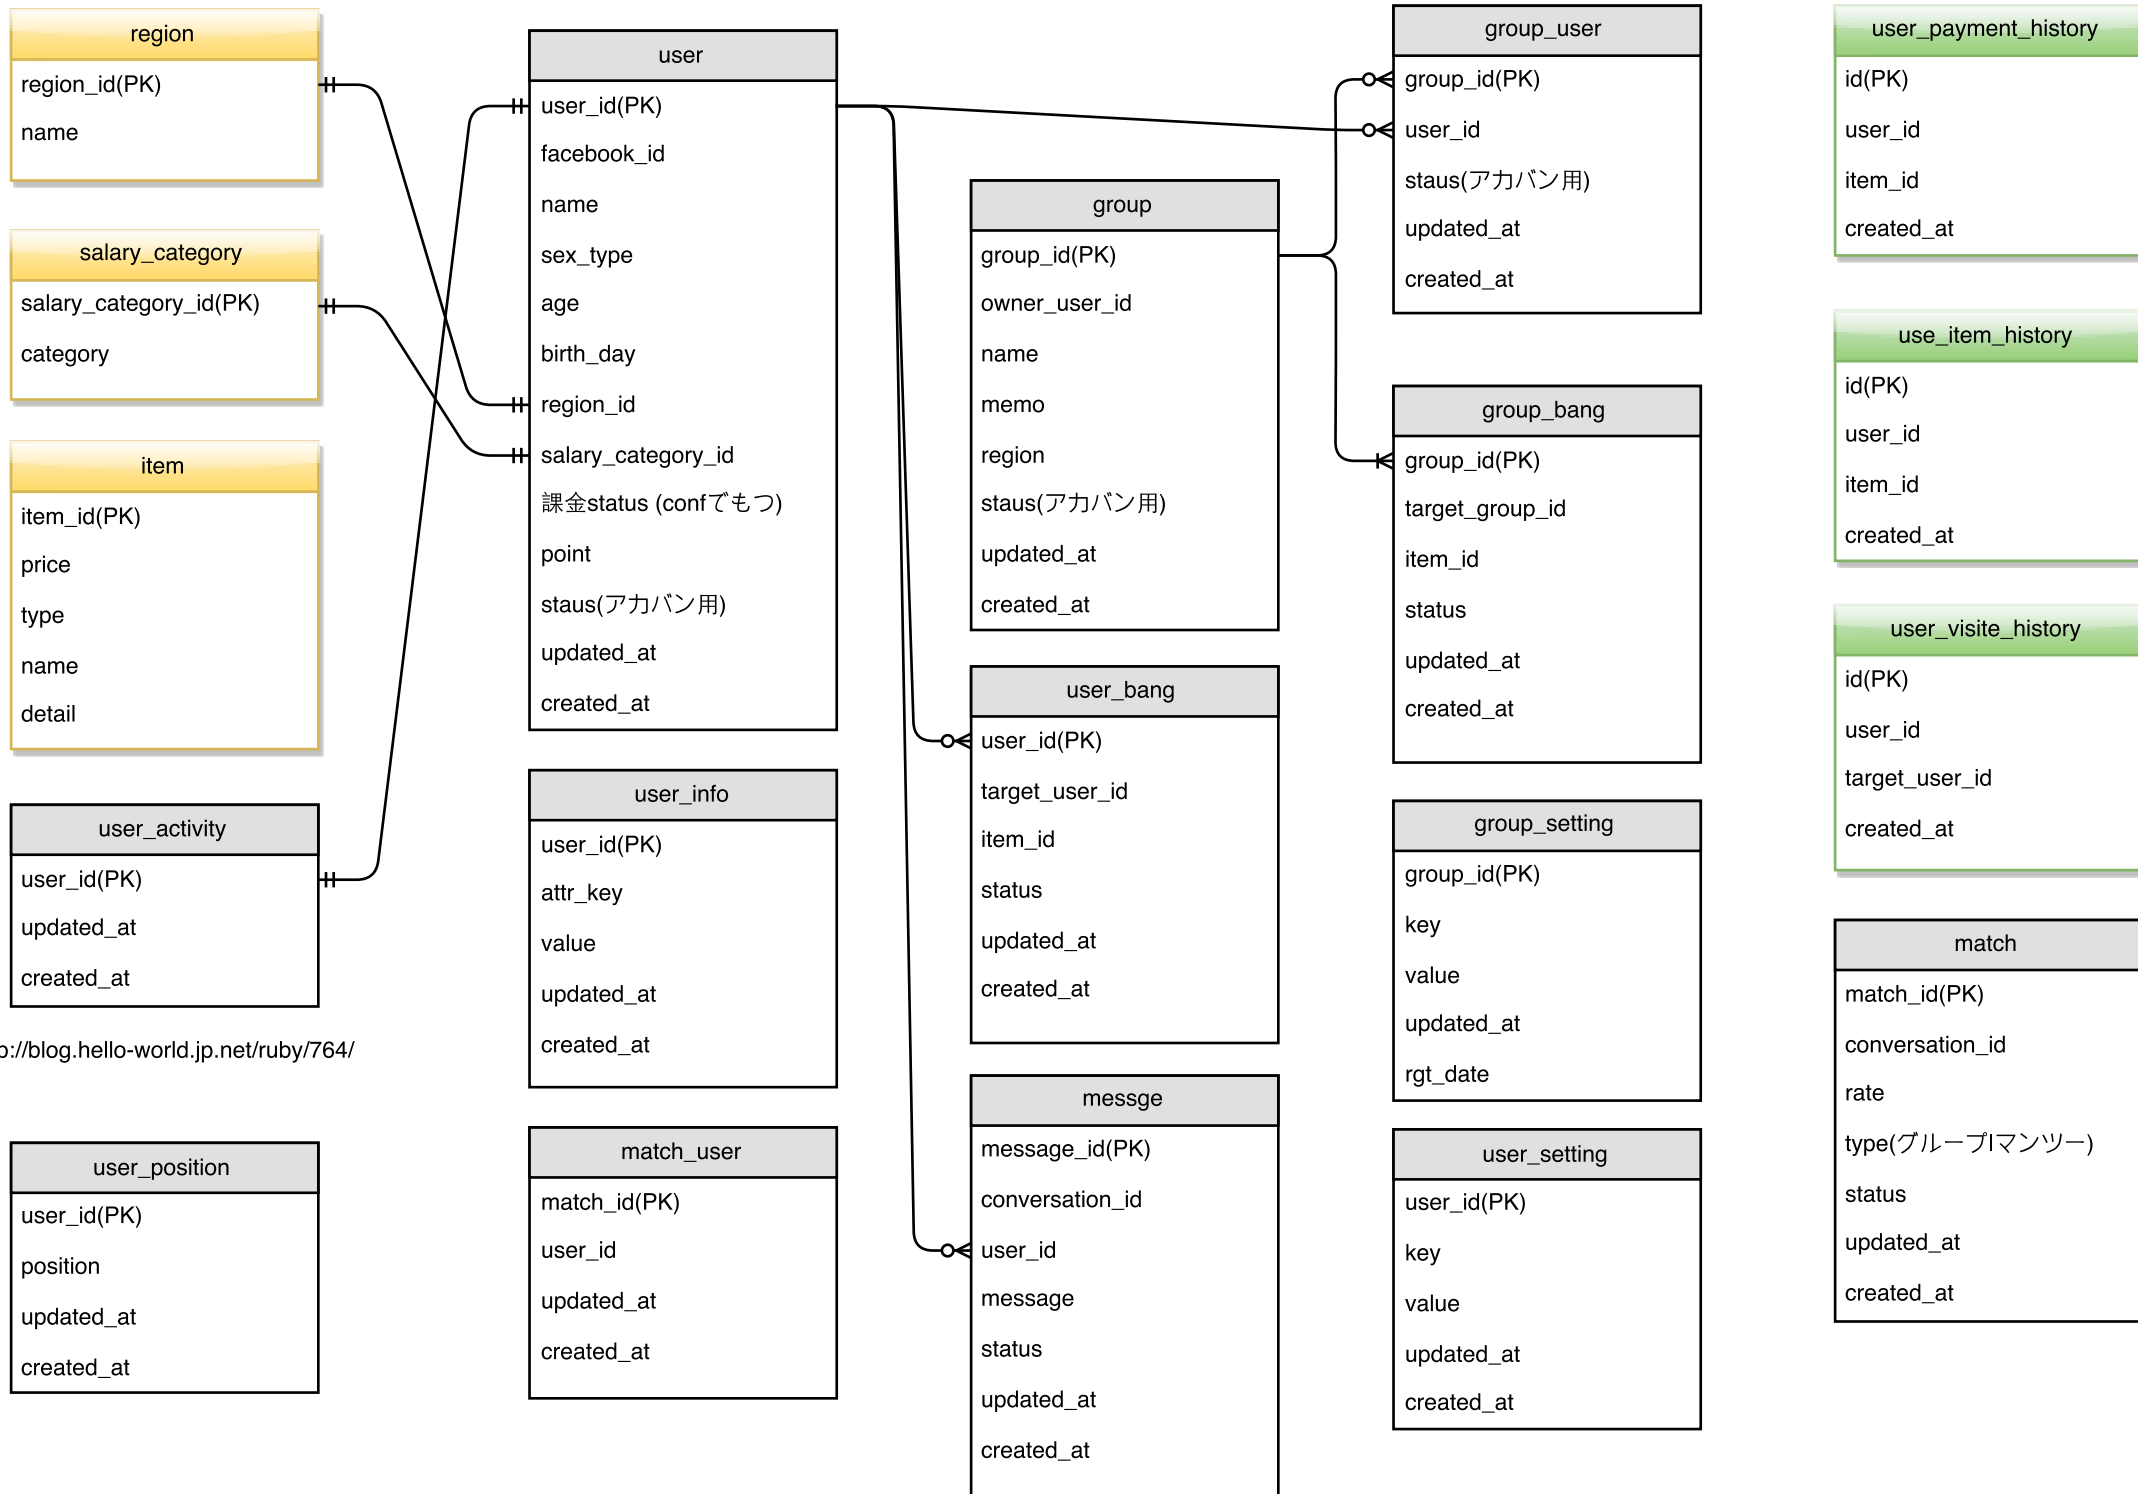 region
region_id(PK)
name
salary_category
salary_category_id(PK)
category
item
item_id(PK)
price
type
name
detail
user_activity
user_id(PK)
updated_at
created_at
p://blog.hello-world.jp.net/ruby/764/
user_position
user_id(PK)
position
updated_at
created_at
user
user_id(PK)
facebook_id
name
sex_type
age
birth_day
region_id
salary_category_id
課金status (confでもつ)
point
staus(アカバン用)
updated_at
created_at
user_info
user_id(PK)
attr_key
value
updated_at
created_at
match_user
match_id(PK)
user_id
updated_at
created_at
group
group_id(PK)
owner_user_id
name
memo
region
staus(アカバン用)
updated_at
created_at
user_bang
user_id(PK)
target_user_id
item_id
status
updated_at
created_at
messge
message_id(PK)
conversation_id
user_id
message
status
updated_at
created_at
group_user
group_id(PK)
user_id
staus(アカバン用)
updated_at
created_at
group_bang
group_id(PK)
target_group_id
item_id
status
updated_at
created_at
group_setting
group_id(PK)
key
value
updated_at
rgt_date
user_setting
user_id(PK)
key
value
updated_at
created_at
user_payment_history
id(PK)
user_id
item_id
created_at
use_item_history
id(PK)
user_id
item_id
created_at
user_visite_history
id(PK)
user_id
target_user_id
created_at
match
match_id(PK)
conversation_id
rate
type(グループ|マンツー)
status
updated_at
created_at